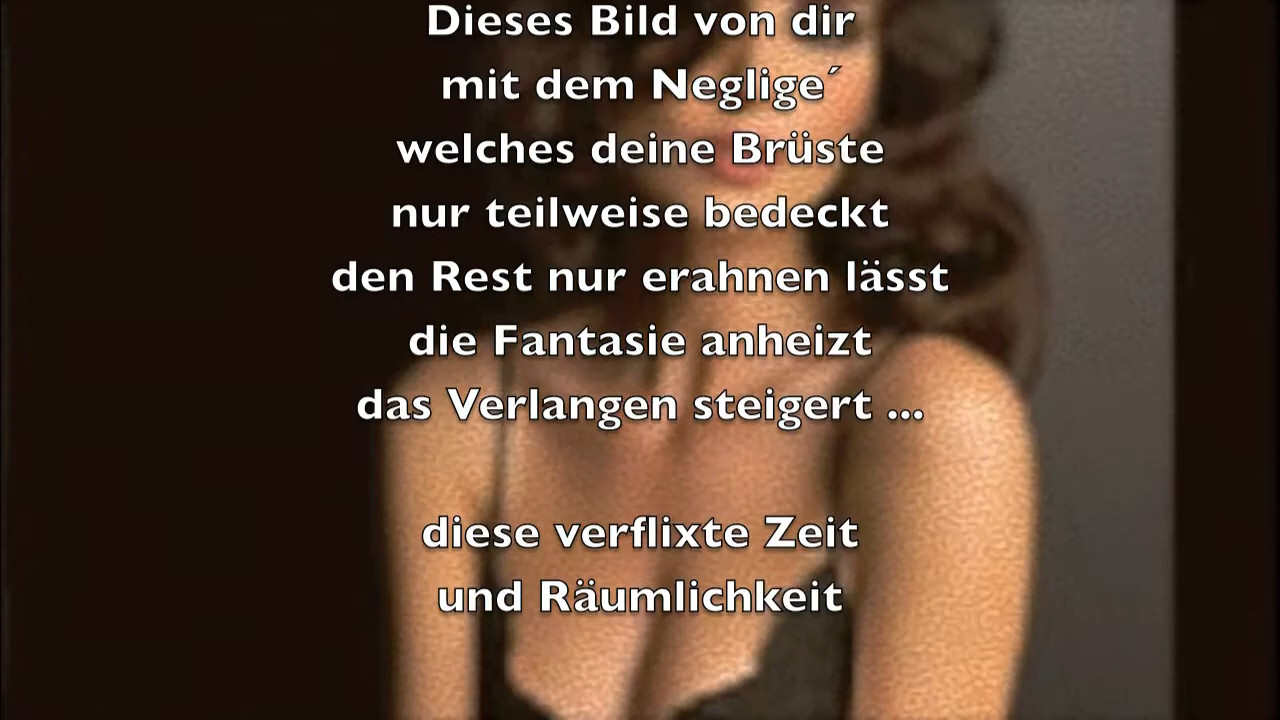 Dieses Bild von dir
mit dem Neglige´
welches deine Brüste
nur teilweise bedeckt
den Rest nur erahnen lässt
die Fantasie anheizt
das Verlangen steigert ...
diese verflixte Zeit
und Räumlichkeit